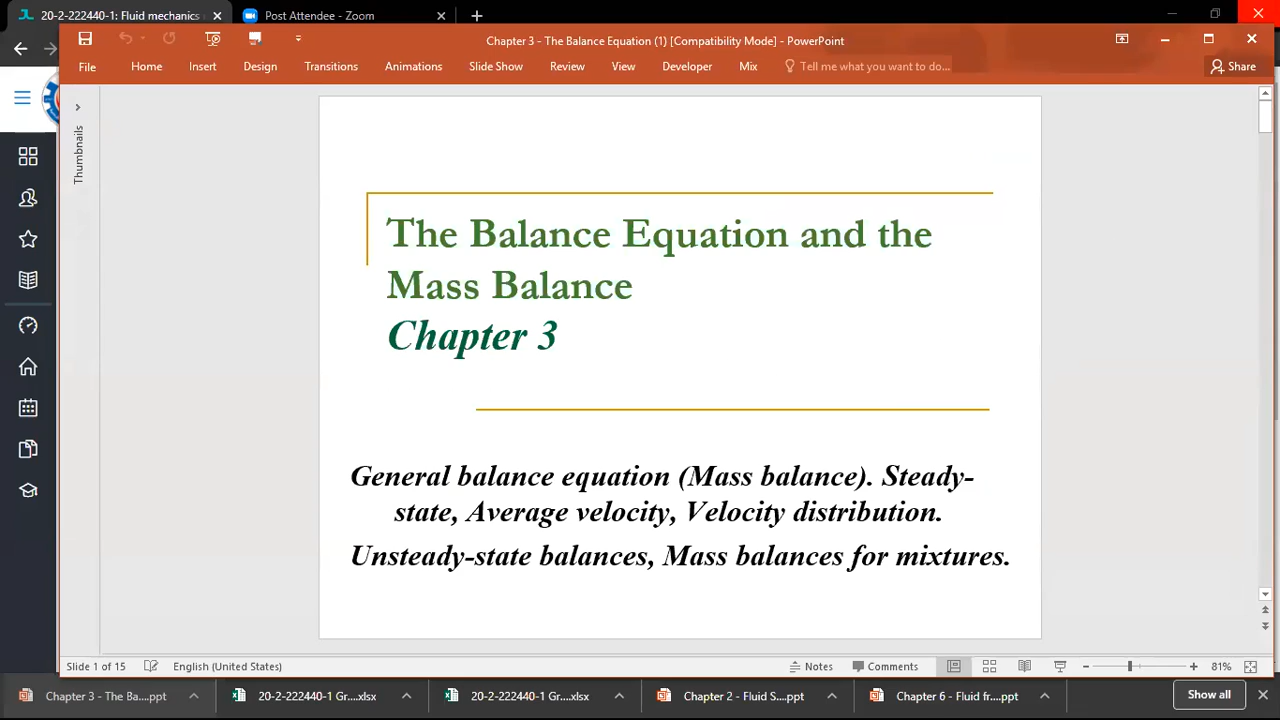 20-2-222440-1: Fluid mechanics
Post Attendee - Zoom
Chapter 3 - The Balance Equation (1) [Compatibility Mode] - PowerPoint
File Home Insert Design Transitions Animations Slide Show Review View Developer Mix Tell me what you want to do... Share
Thumbnails
The Balance Equation and the
Mass Balance
Chapter 3
General balance equation (Mass balance). Steady-
state, Average velocity, Velocity distribution.
Unsteady-state balances, Mass balances for mixtures.
Slide 1 of 15 English (United States) Notes Comments 81%
Chapter 3 - The Ba....ppt 20-2-222440-1 Gr....xlsx 20-2-222440-1 Gr....xlsx Chapter 2 - Fluid S....ppt Chapter 6 - Fluid fr....ppt Show all